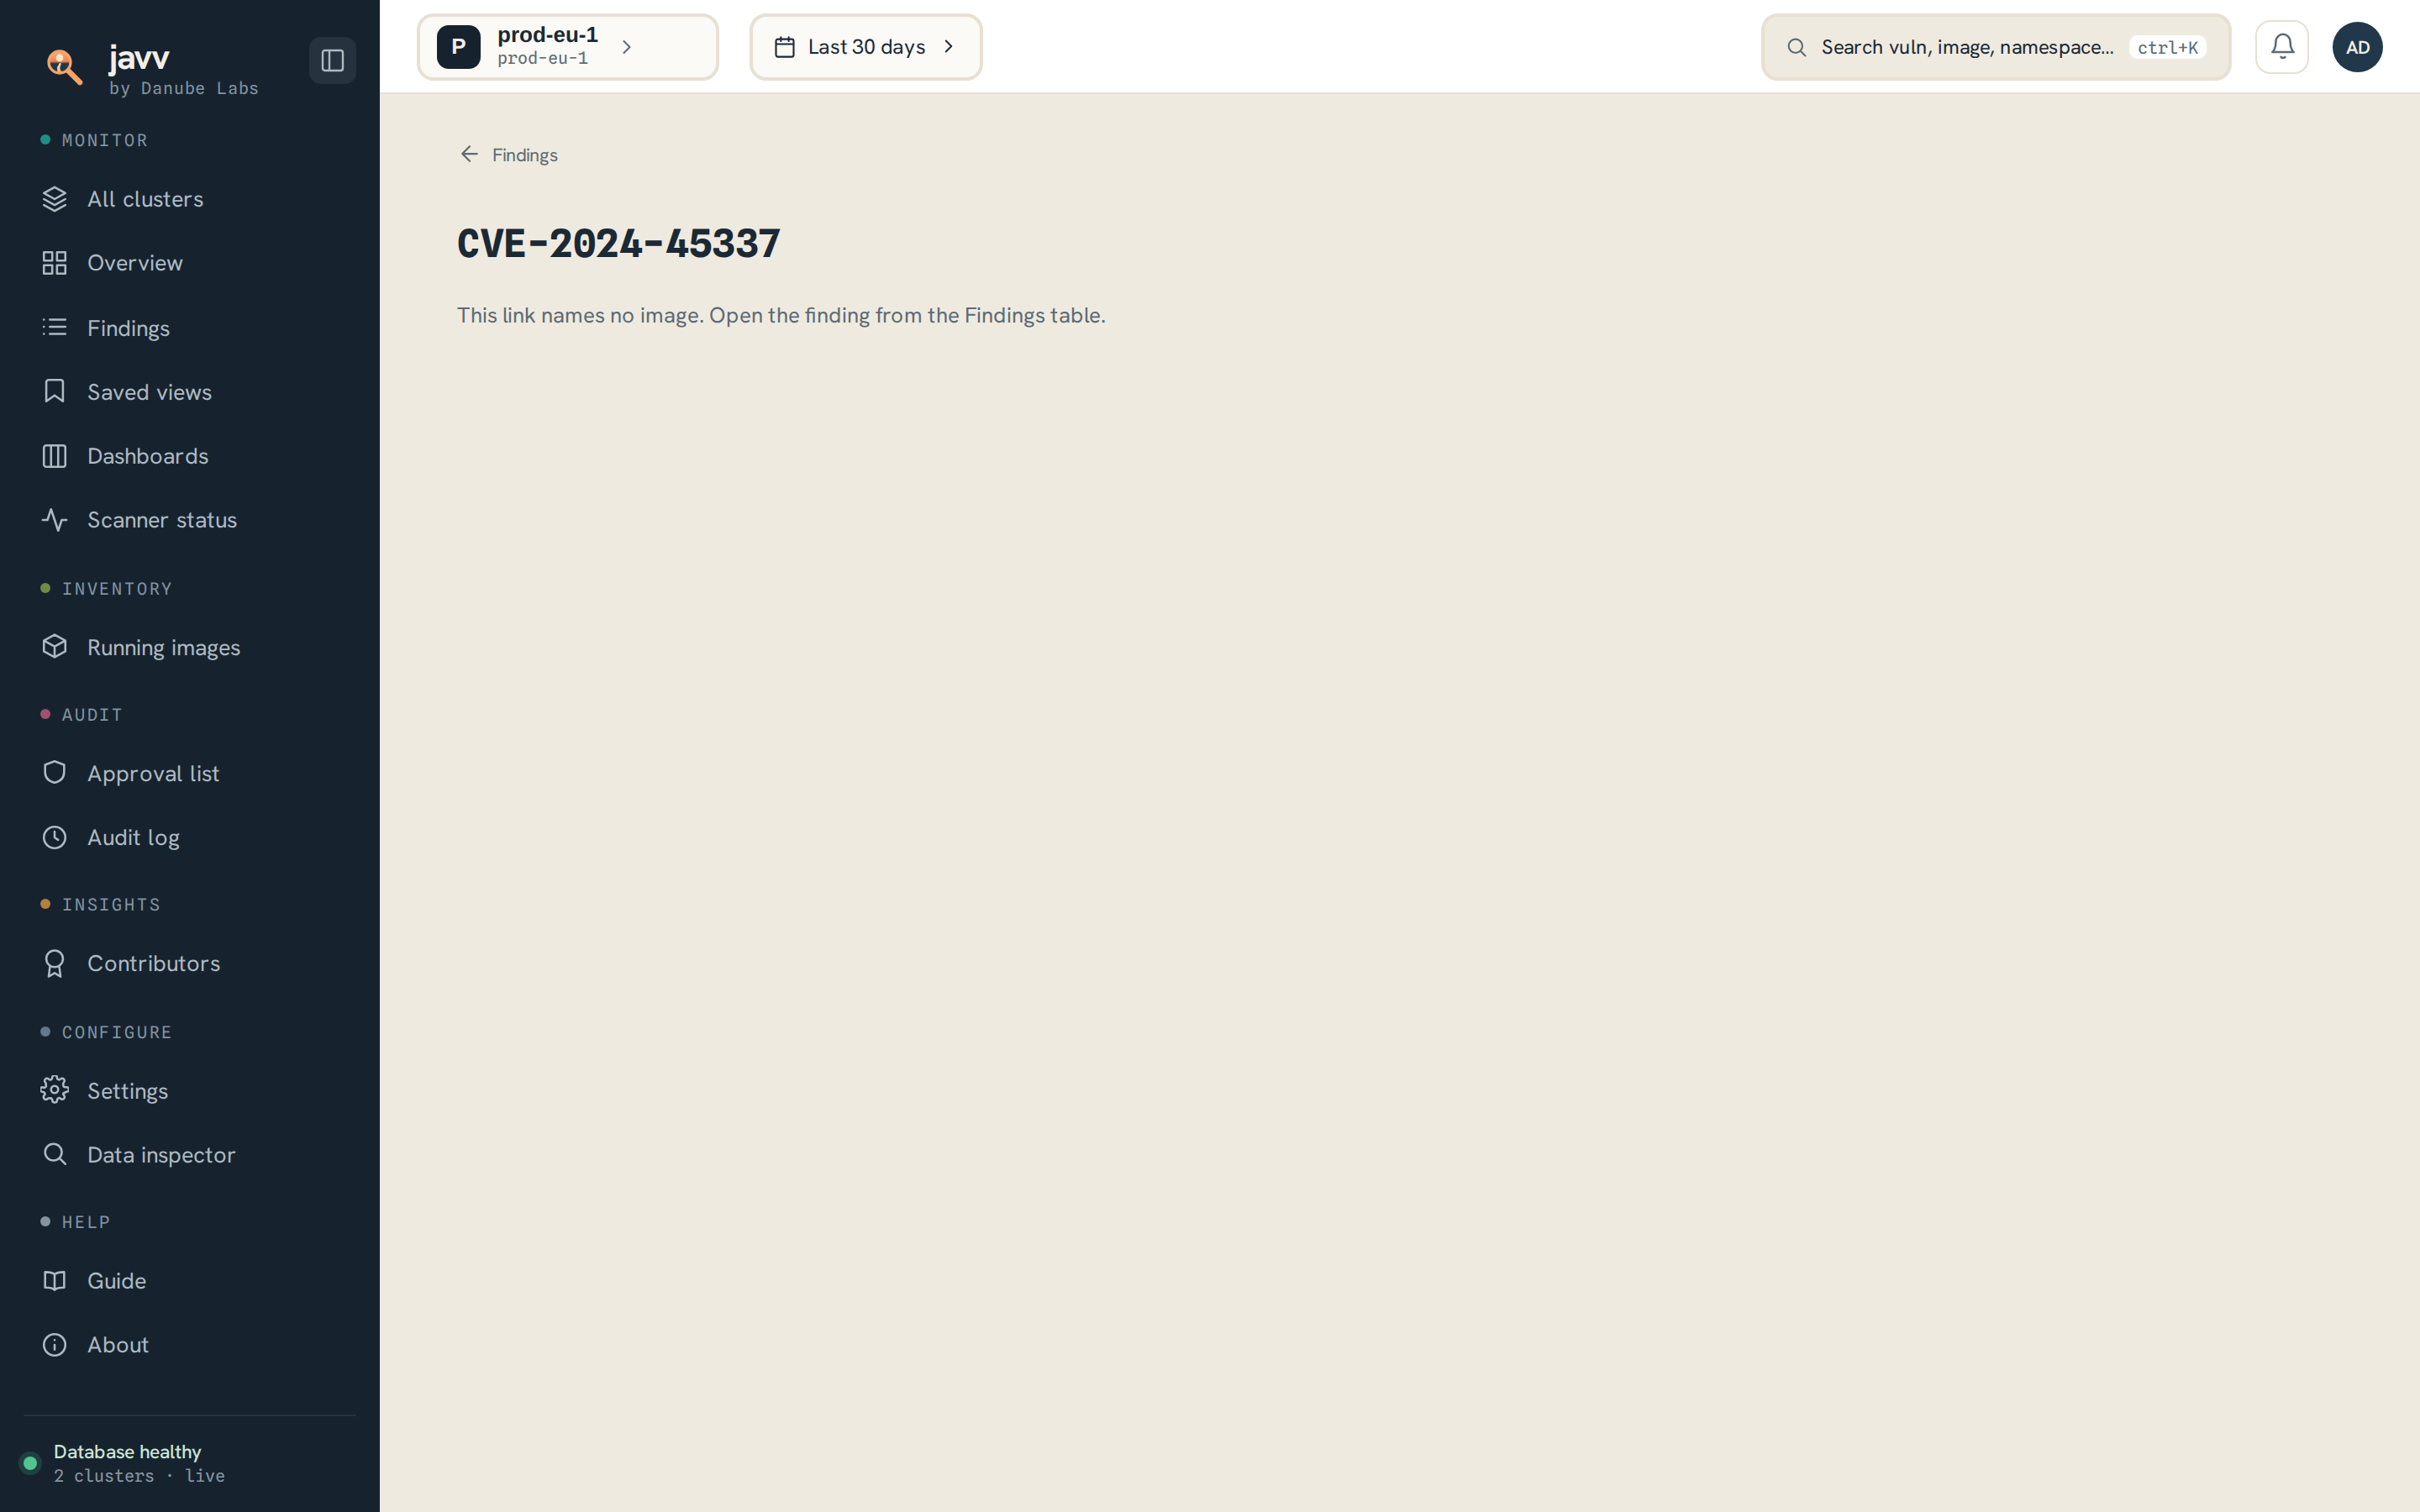 javv
by Danube Labs
MONITOR
All clusters
Overview
Findings
Saved views
Dashboards
Scanner status
INVENTORY
Running images
AUDIT
Approval list
Audit log
INSIGHTS
Contributors
CONFIGURE
Settings
Data inspector
HELP
Guide
About
Database healthy
2 clusters · live
P
prod-eu-1
prod-eu-1
Last 30 days
Search vuln, image, namespace... ctrl+K
AD
Findings
CVE-2024-45337
This link names no image. Open the finding from the Findings table.